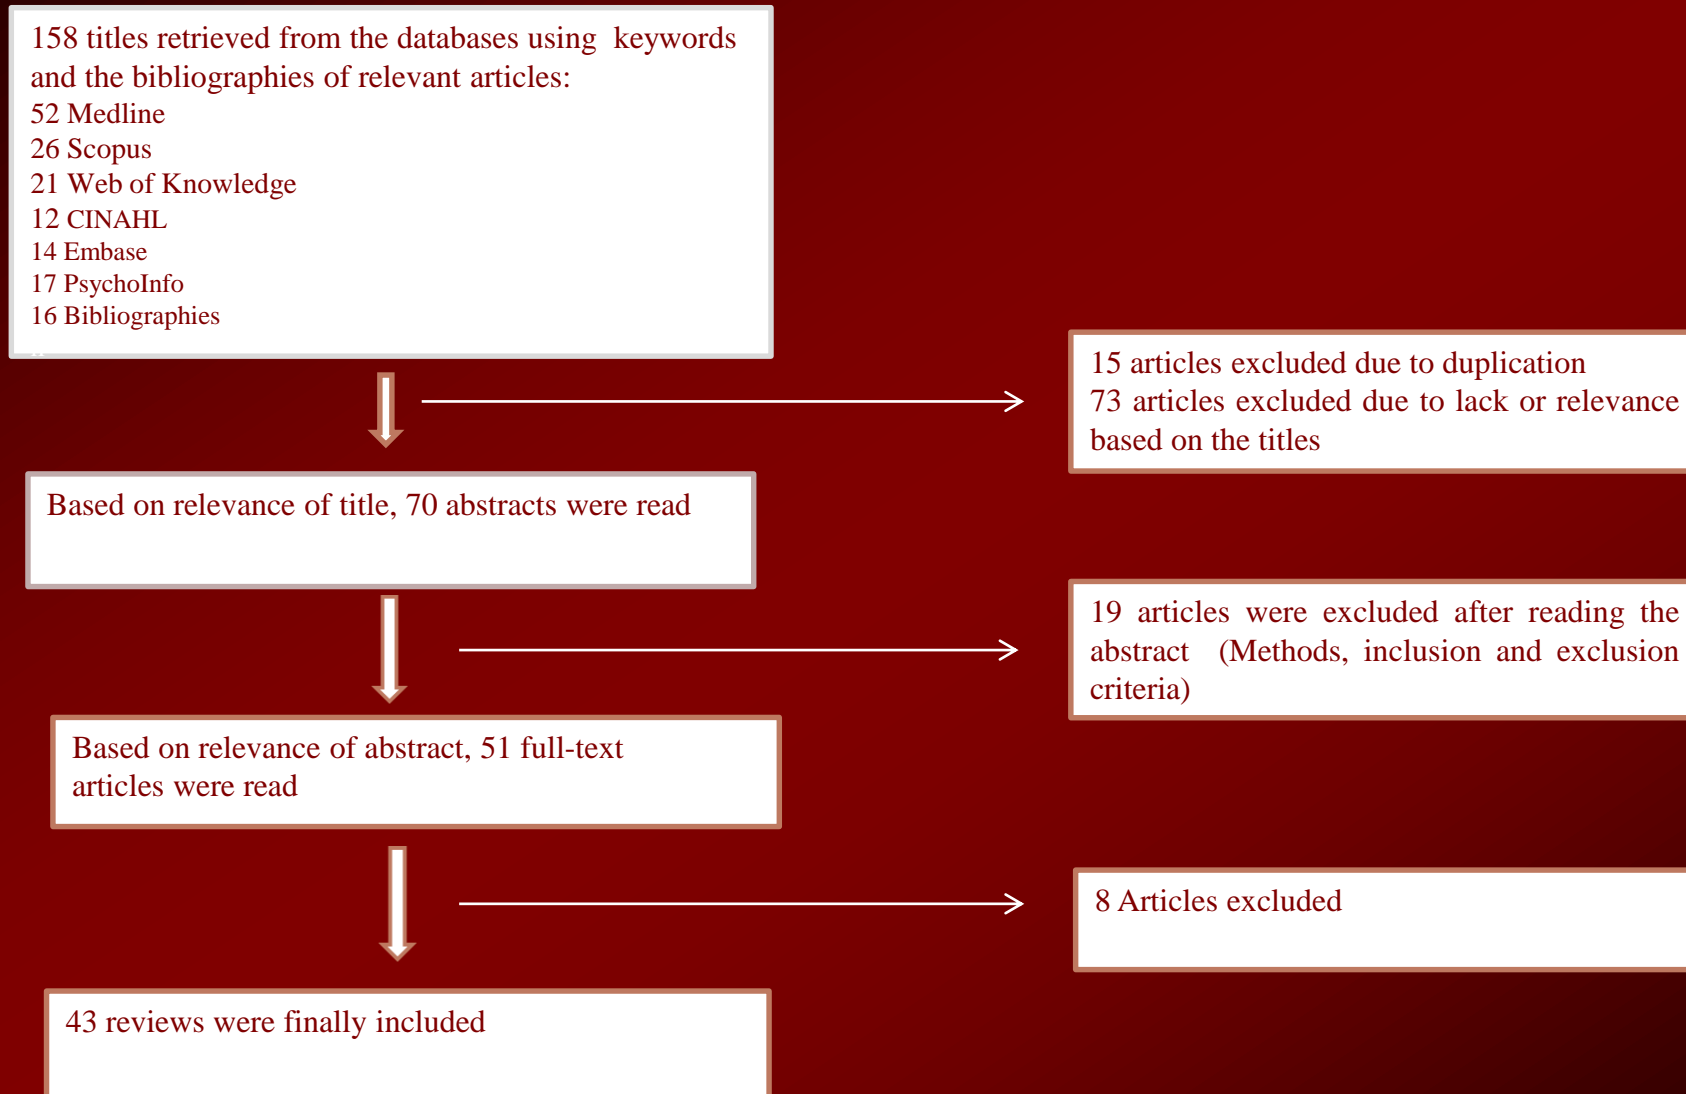 158 titles retrieved from the databases using keywords
and the bibliographies of relevant articles:
52 Medline
26 Scopus
21 Web of Knowledge
12 CINAHL
14 Embase
17 PsychoInfo
16 Bibliographies
15 articles excluded due to duplication
73 articles excluded due to lack or relevance
based on the titles
Based on relevance of title, 70 abstracts were read
19 articles were excluded after reading the
abstract (Methods, inclusion and exclusion
criteria)
Based on relevance of abstract, 51 full-text
articles were read
8 Articles excluded
43 reviews were finally included